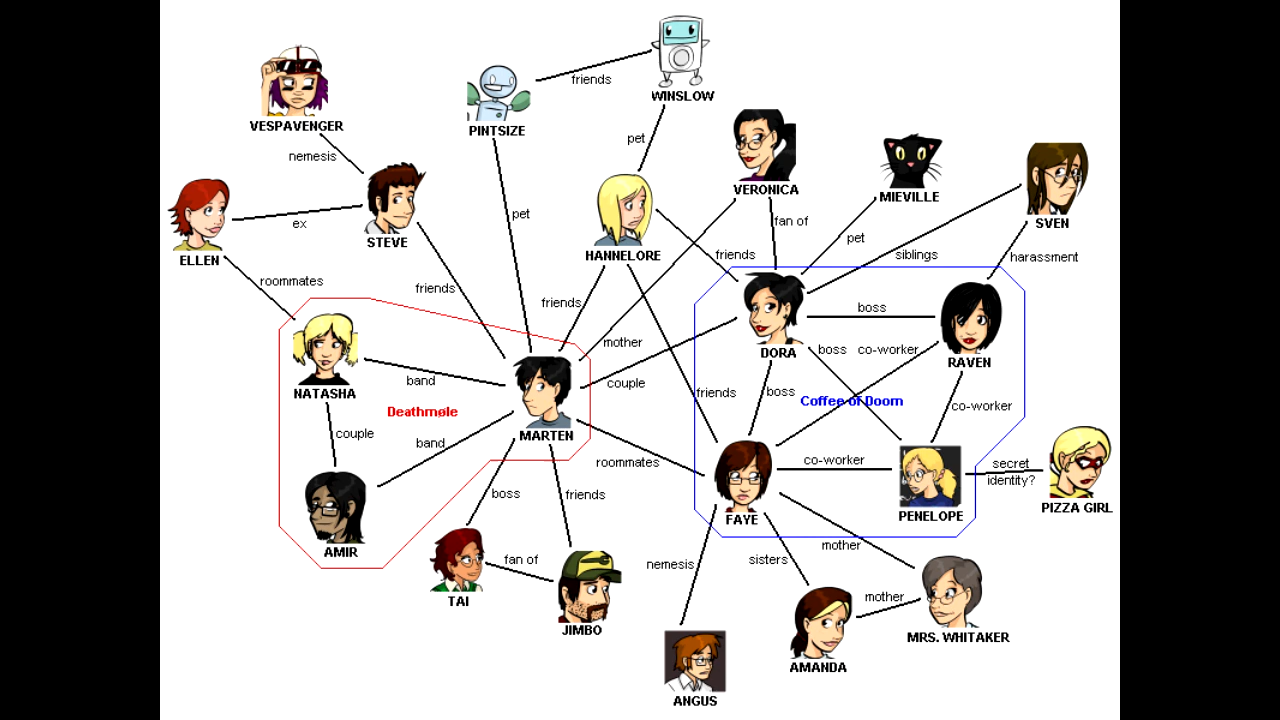 friends
WINSLOW
VESPAVENGER
PINTSIZE
nemesis
pet
VERONICA
MIEVILLE
ex
STEVE
pet
HANNELORE
fan of
pet
SVEN
ELLEN
roommates
friends
friends
friends
siblings
harassment
boss
mother
DORA
boss
co-worker
RAVEN
NATASHA
band
couple
friends
boss
Coffee of Doom
co-worker
Deathmøle
couple
band
MARTEN
roommates
co-worker
secret
identity?
PIZZA GIRL
boss
friends
FAYE
PENELOPE
AMIR
fan of
nemesis
sisters
mother
TAI
JIMBO
mother
MRS. WHITAKER
AMANDA
ANGUS